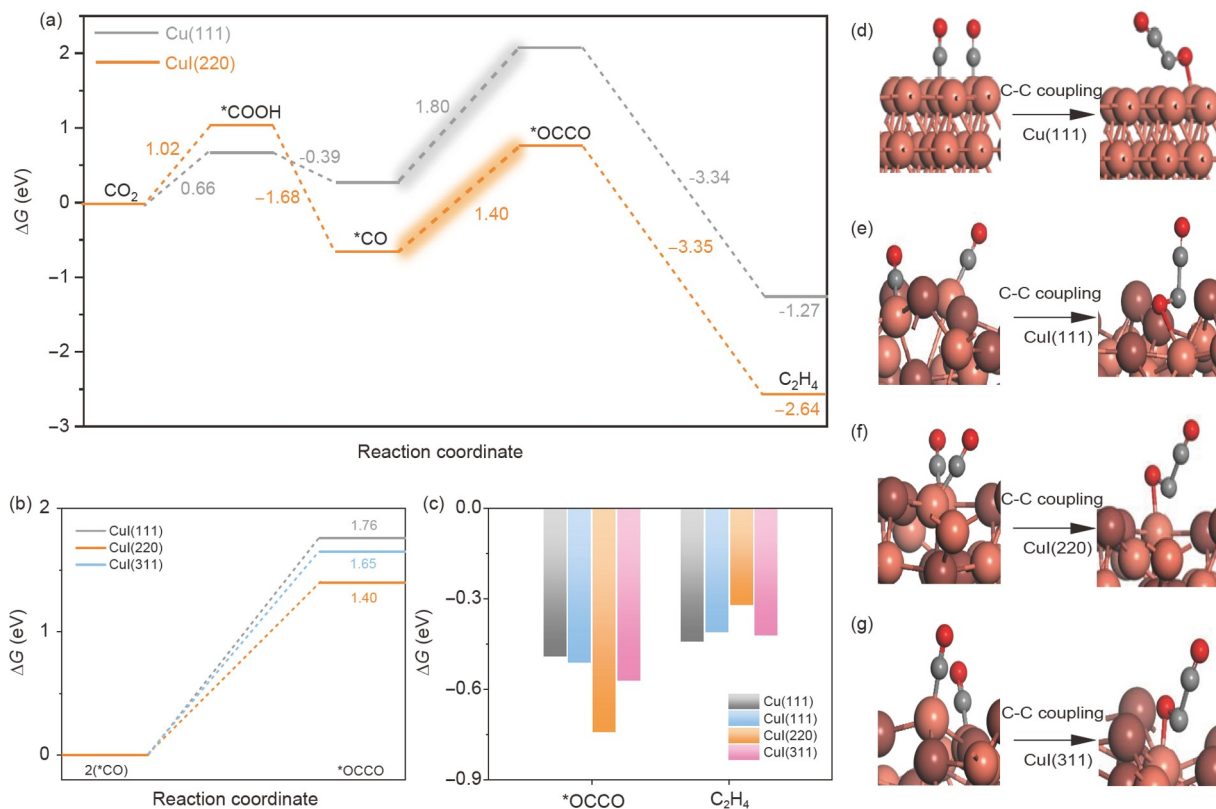 (a)
Cu(111)
CuI(220)
ΔG (eV)
2
1
0
−1
−2
−3
CO2
1.02
0.66
*COOH
-0.39
−1.68
*CO
1.80
1.40
*OCCO
-3.34
−3.35
-1.27
C2H4
−2.64
Reaction coordinate
(b)
ΔG (eV)
2
1
0
CuI(111)
CuI(220)
CuI(311)
1.76
1.65
1.40
2(*CO)
*OCCO
Reaction coordinate
(c)
ΔG (eV)
0.0
−0.3
−0.6
−0.9
Cu(111)
CuI(111)
CuI(220)
CuI(311)
*OCCO
C2H4
(d)
C-C coupling
Cu(111)
(e)
C-C coupling
CuI(111)
(f)
C-C coupling
CuI(220)
(g)
C-C coupling
CuI(311)